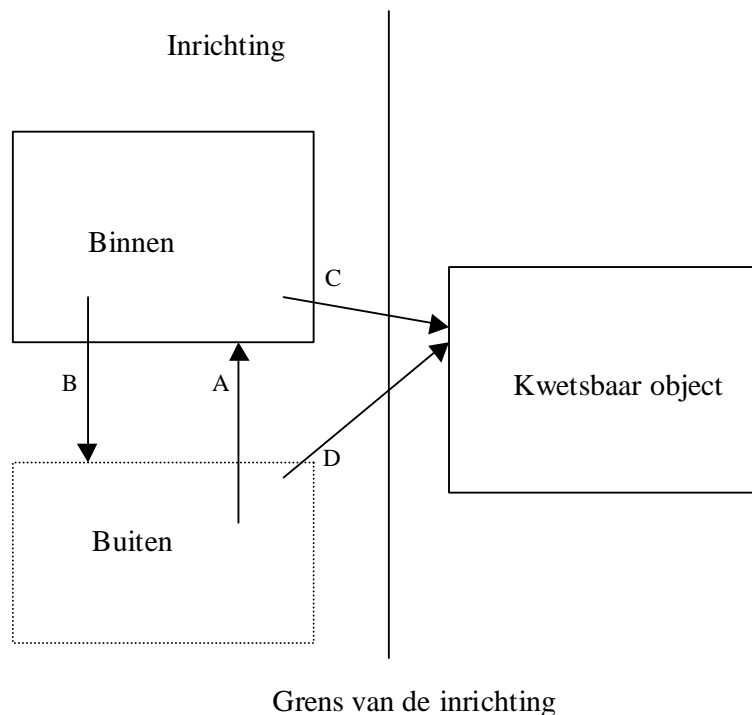 Inrichting
Binnen
C
Kwetsbaar object
B
A
D
Buiten
Grens van de inrichting